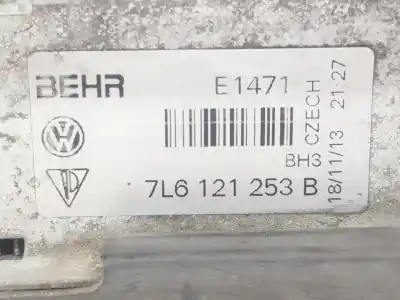 BEHR
E1471
BH3
CZECH
18/11/13 21:27
7L6 121 253 B